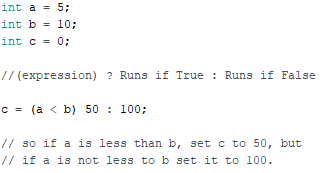 int a = 5;
int b = 10;
int c = 0;
//(expression) ? Runs if True : Runs if False
c = (a < b) 50 : 100;
// so if a is less than b, set c to 50, but
// if a is not less to b set it to 100.